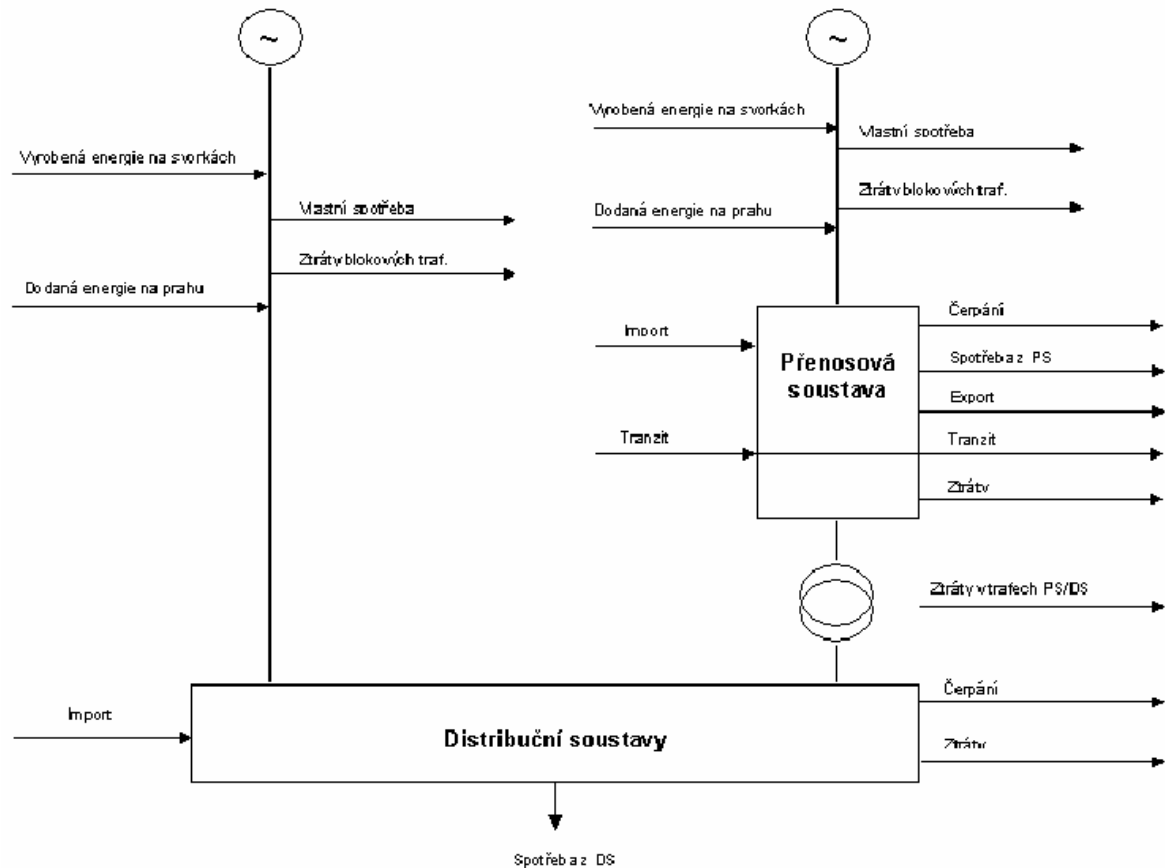 ~
~
Vyrobená energie na svorkách
Vlastní spotřeba
Vyrobená energie na svorkách
Ztráty blokových traf.
Vlastní spotřeba
Dodaná energie na prahu
Ztráty blokových traf.
Dodaná energie na prahu
Čerpání
Import
Přenosová
soustava
Spotřeba z PS
Export
Tranzit
Tranzit
Ztráty
Ztráty v trafech PS/DS
Čerpání
Import
Distribuční soustavy
Ztráty
Spotřeba z DS